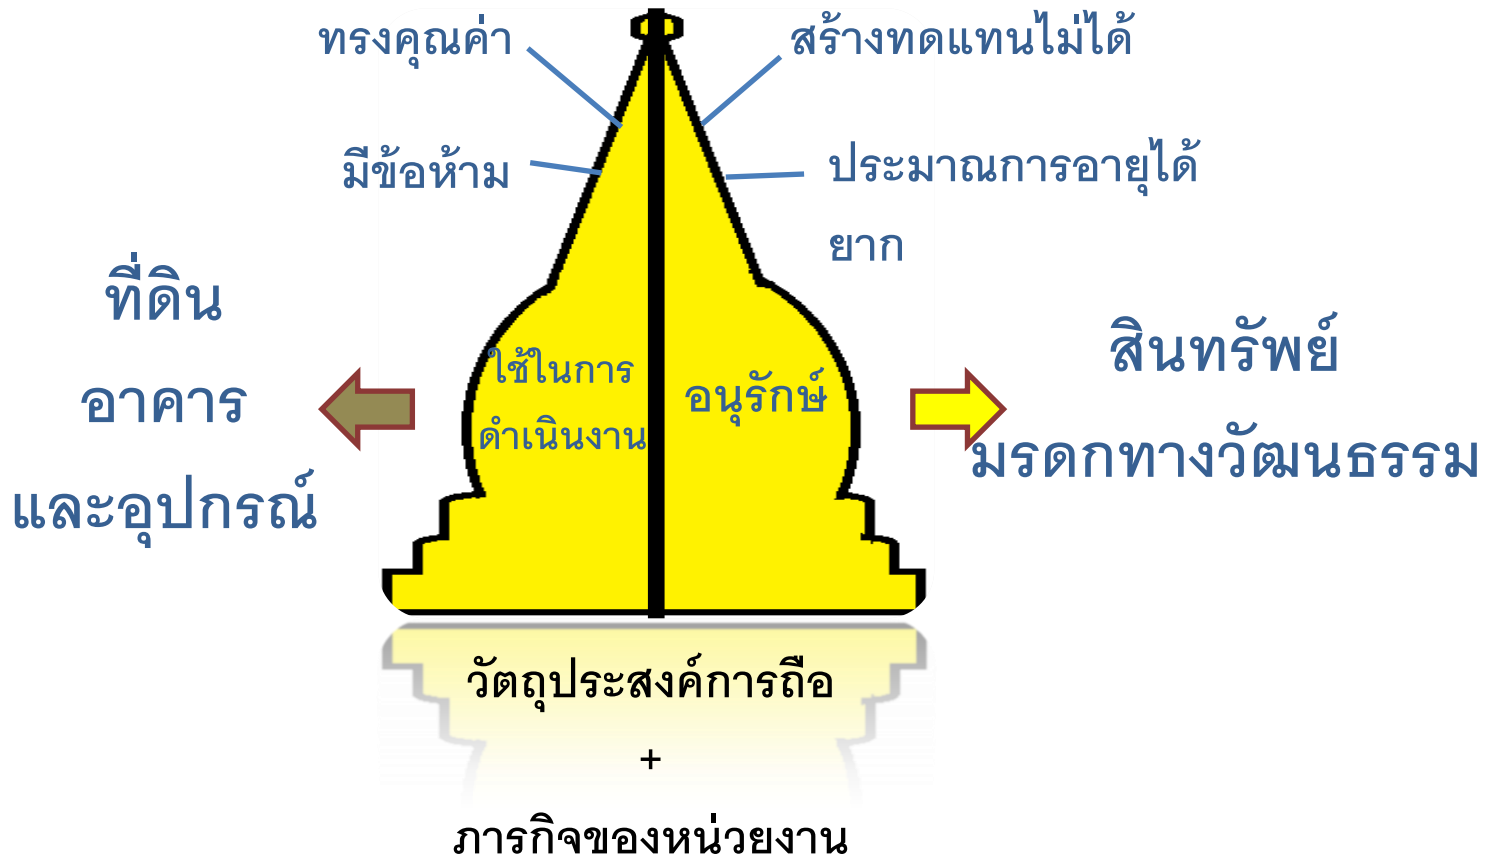 ทรงคุณค่า
สร้างทดแทนไม่ได้
มีข้อห้าม
ประมาณการอายุได้
ยาก
ที่ดิน
อาคาร
และอุปกรณ์
ใช้ในการ
ดำเนินงาน
อนุรักษ์
สินทรัพย์
มรดกทางวัฒนธรรม
วัตถุประสงค์การถือ
+
ภารกิจของหน่วยงาน